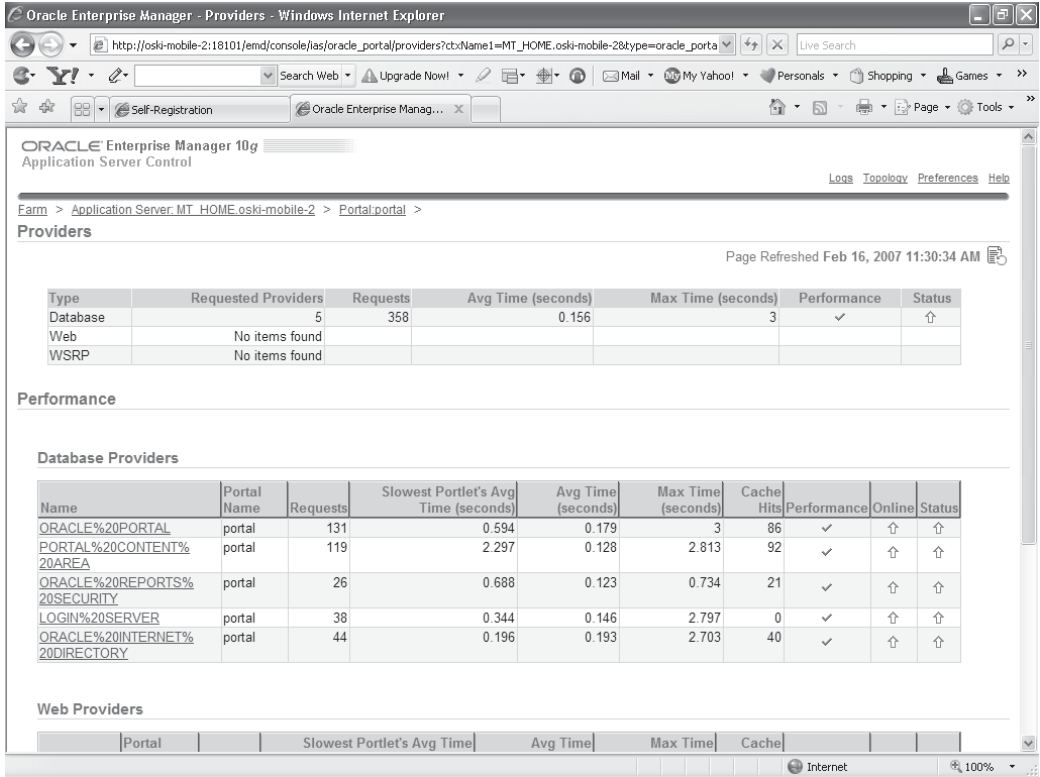 Oracle Enterprise Manager - Providers - Windows Internet Explorer
http://oski-mobile-2:18101/emd/console/ias/oracle_portal/providers?ctxName1=MT_HOME.oski-mobile-2&type=oracle_porta Live Search
Y! Search Web Upgrade Now! Mail My Yahoo! Personals Shopping Games »
Self-Registration Oracle Enterprise Manag... Page Tools »
ORACLE Enterprise Manager 10g
Application Server Control
Logs Topology Preferences Help
Farm > Application Server: MT_HOME.oski-mobile-2 > Portal:portal >
Providers
Page Refreshed Feb 16, 2007 11:30:34 AM
Type Requested Providers Requests Avg Time (seconds) Max Time (seconds) Performance Status
Database 5 358 0.156 3
Web No items found
WSRP No items found
Performance
Database Providers
Portal Slowest Portlet's Avg Avg Time Max Time Cache
Name Name Requests Time (seconds) (seconds) (seconds) Hits Performance Online Status
ORACLE%20PORTAL portal 131 0.594 0.179 3 86
PORTAL%20CONTENT% portal 119 2.297 0.128 2.813 92
20AREA
ORACLE%20REPORTS% portal 26 0.688 0.123 0.734 21
20SECURITY
LOGIN%20SERVER portal 38 0.344 0.146 2.797 0
ORACLE%20INTERNET% portal 44 0.196 0.193 2.703 40
20DIRECTORY
Web Providers
Portal Slowest Portlet's Avg Time Avg Time Max Time Cache
Internet 100%